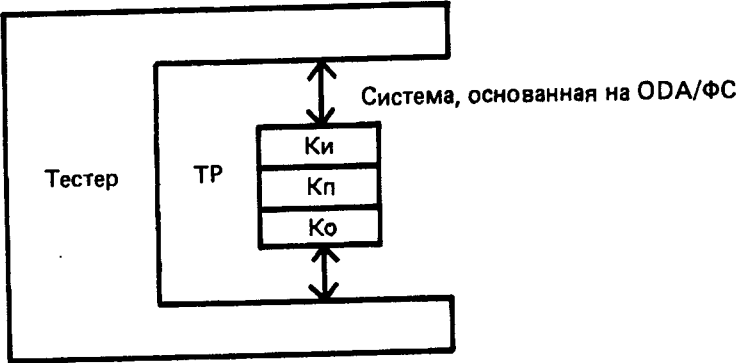 Система, основанная на ODA/ФС
Ки
Тестер
ТР
Кп
Ко